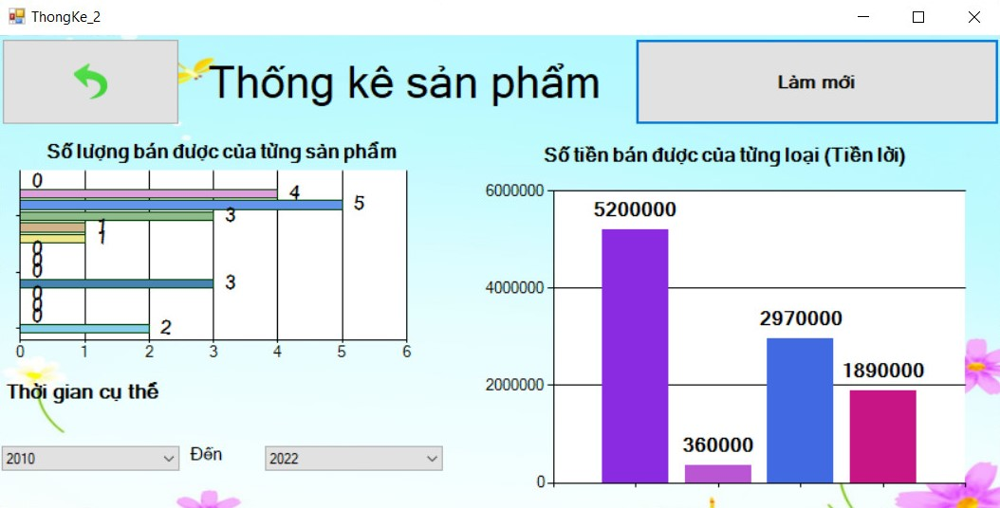 ThongKe_2
Thống kê sản phẩm
Làm mới
Số lượng bán được của từng sản phẩm
0
4
5
3
1
1
0
0
0
3
0
0
0
2
0 1 2 3 4 5 6
Số tiền bán được của từng loại (Tiền lời)
6000000
5200000
4000000
2970000
2000000
1890000
360000
0
Thời gian cụ thể
2010 Đến 2022